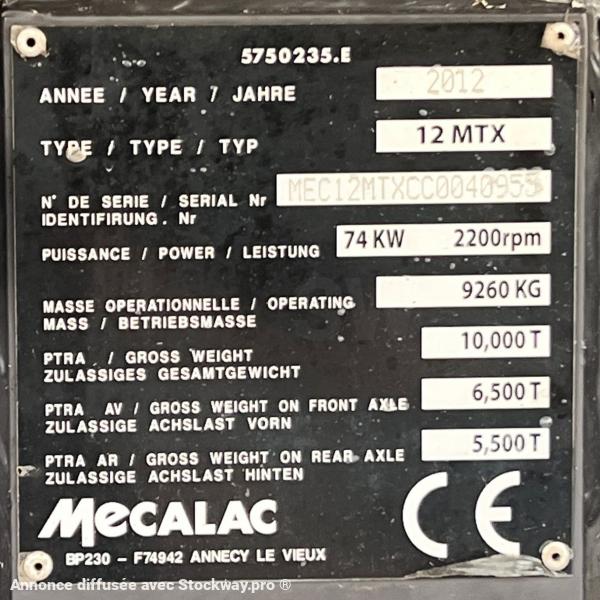 5750235.E
ANNEE / YEAR / JAHRE 2012
TYPE / TYPE / TYP 12 MTX
N° DE SERIE / SERIAL Nr MEC12MTXCC0040955
IDENTIFIRUNG. Nr
PUISSANCE / POWER / LEISTUNG 74 KW 2200rpm
MASSE OPERATIONNELLE / OPERATING 9260 KG
MASS / BETRIEBSMASSE
PTRA / GROSS WEIGHT 10,000 T
ZULASSIGES GESAMTGEWICHT
PTRA AV / GROSS WEIGHT ON FRONT AXLE 6,500 T
ZULASSIGE ACHSLAST VORN
PTRA AR / GROSS WEIGHT ON REAR AXLE 5,500 T
ZULASSIGE ACHSLAST HINTEN
MECALAC CE
BP230 – F74942 ANNECY LE VIEUX
Annonce diffusée avec Stockway.pro ®